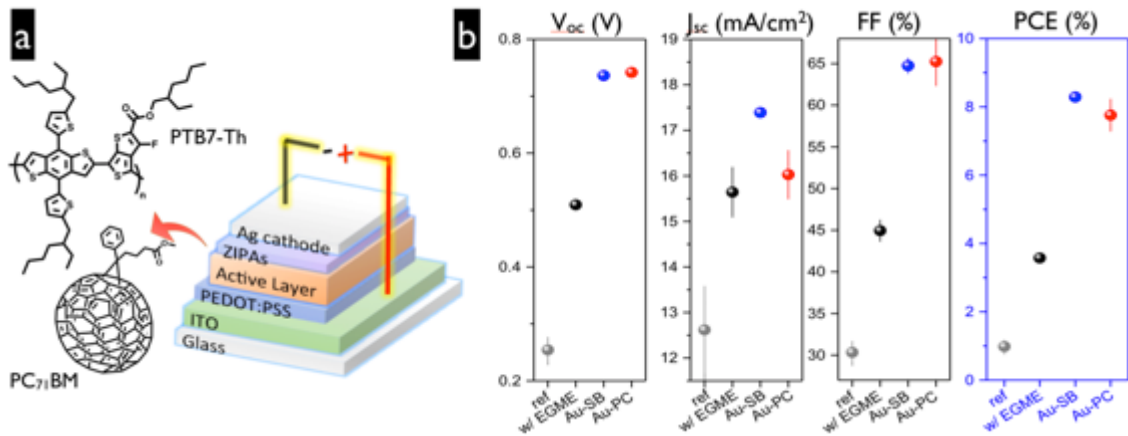 a
PTB7-Th
S
S
S
S
S
S
O
O
F
n
O
O
PC71BM
- +
Ag cathode
ZIPAs
Active Layer
PEDOT:PSS
ITO
Glass
b
Voc (V)
0.8
0.6
0.4
0.2
ref
w/ EGME
Au-SB
Au-PC
Jsc (mA/cm²)
19
18
17
16
15
14
13
12
ref
w/ EGME
Au-SB
Au-PC
FF (%)
65
60
55
50
45
40
35
30
ref
w/ EGME
Au-SB
Au-PC
PCE (%)
10
8
6
4
2
0
ref
w/ EGME
Au-SB
Au-PC